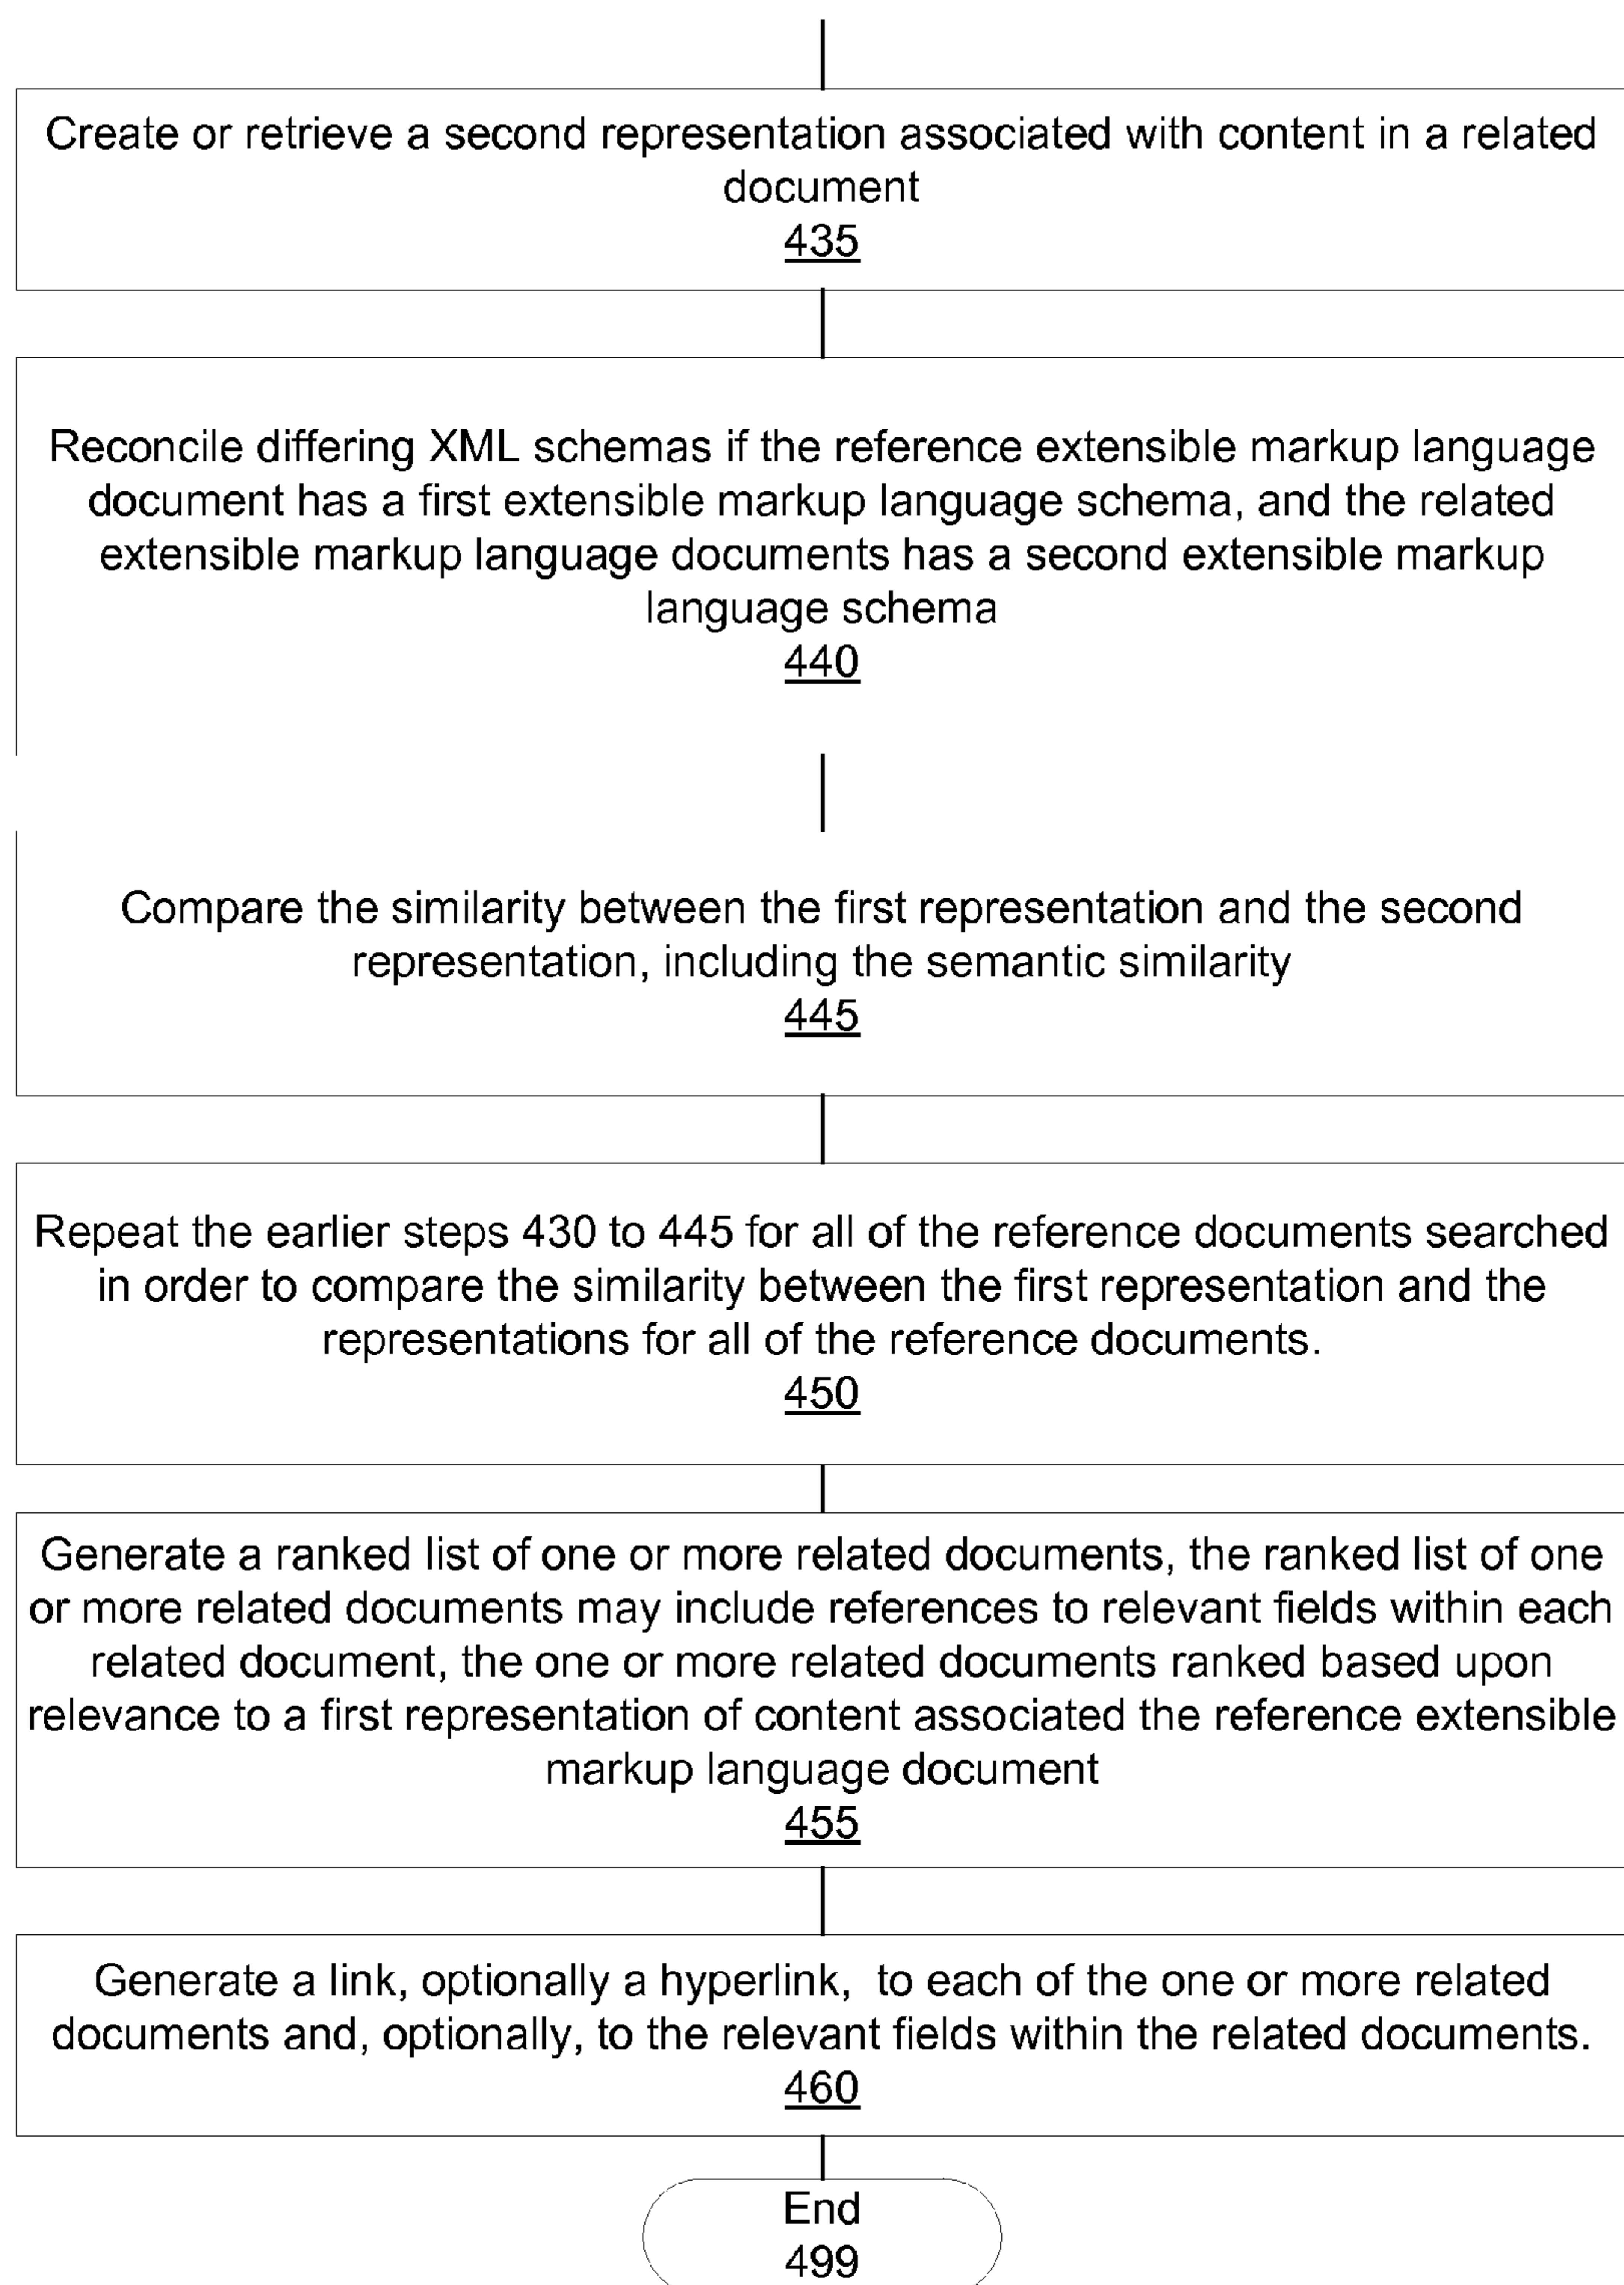 Create or retrieve a second representation associated with content in a related
document
435
Reconcile differing XML schemas if the reference extensible markup language
document has a first extensible markup language schema, and the related
extensible markup language documents has a second extensible markup
language schema
440
Compare the similarity between the first representation and the second
representation, including the semantic similarity
445
Repeat the earlier steps 430 to 445 for all of the reference documents searched
in order to compare the similarity between the first representation and the
representations for all of the reference documents.
450
Generate a ranked list of one or more related documents, the ranked list of one
or more related documents may include references to relevant fields within each
related document, the one or more related documents ranked based upon
relevance to a first representation of content associated the reference extensible
markup language document
455
Generate a link, optionally a hyperlink,  to each of the one or more related
documents and, optionally, to the relevant fields within the related documents.
460
End
499